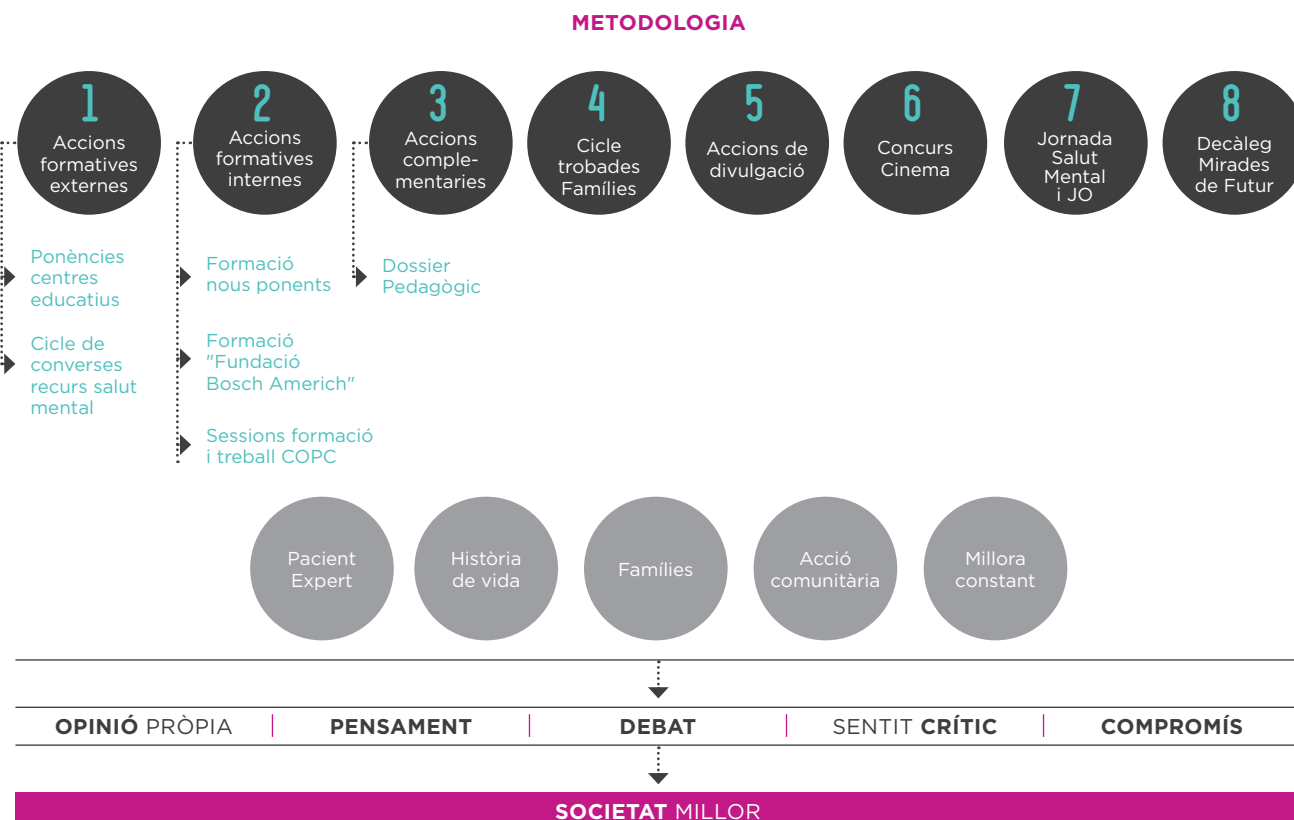 METODOLOGIA
1
Accions
formatives
externes
2
Accions
formatives
internes
3
Accions
comple-
mentaries
4
Cicle
trobades
Famílies
5
Accions de
divulgació
6
Concurs
Cinema
7
Jornada
Salut
Mental
i JO
8
Decàleg
Mirades
de Futur
Ponències
centres
educatius
Cicle de
converses
recurs salut
mental
Formació
nous ponents
Formació
"Fundació
Bosch Americh"
Sessions formació
i treball COPC
Dossier
Pedagògic
Pacient
Expert
Història
de vida
Famílies
Acció
comunitària
Millora
constant
OPINIÓ PRÒPIA
PENSAMENT
DEBAT
SENTIT CRÍTIC
COMPROMÍS
SOCIETAT MILLOR